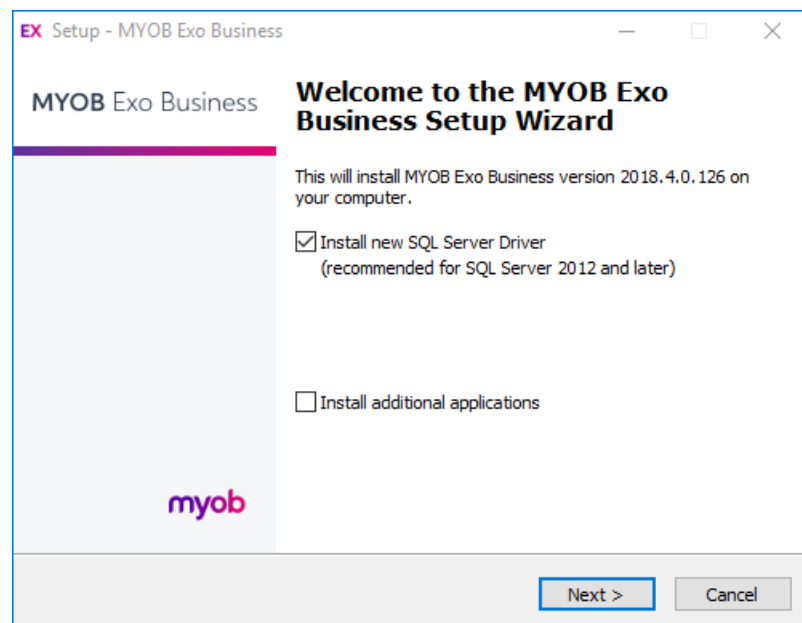 EX Setup - MYOB Exo Business
MYOB Exo Business
Welcome to the MYOB Exo
Business Setup Wizard
This will install MYOB Exo Business version 2018.4.0.126 on
your computer.
Install new SQL Server Driver
(recommended for SQL Server 2012 and later)
Install additional applications
myob
Next >
Cancel